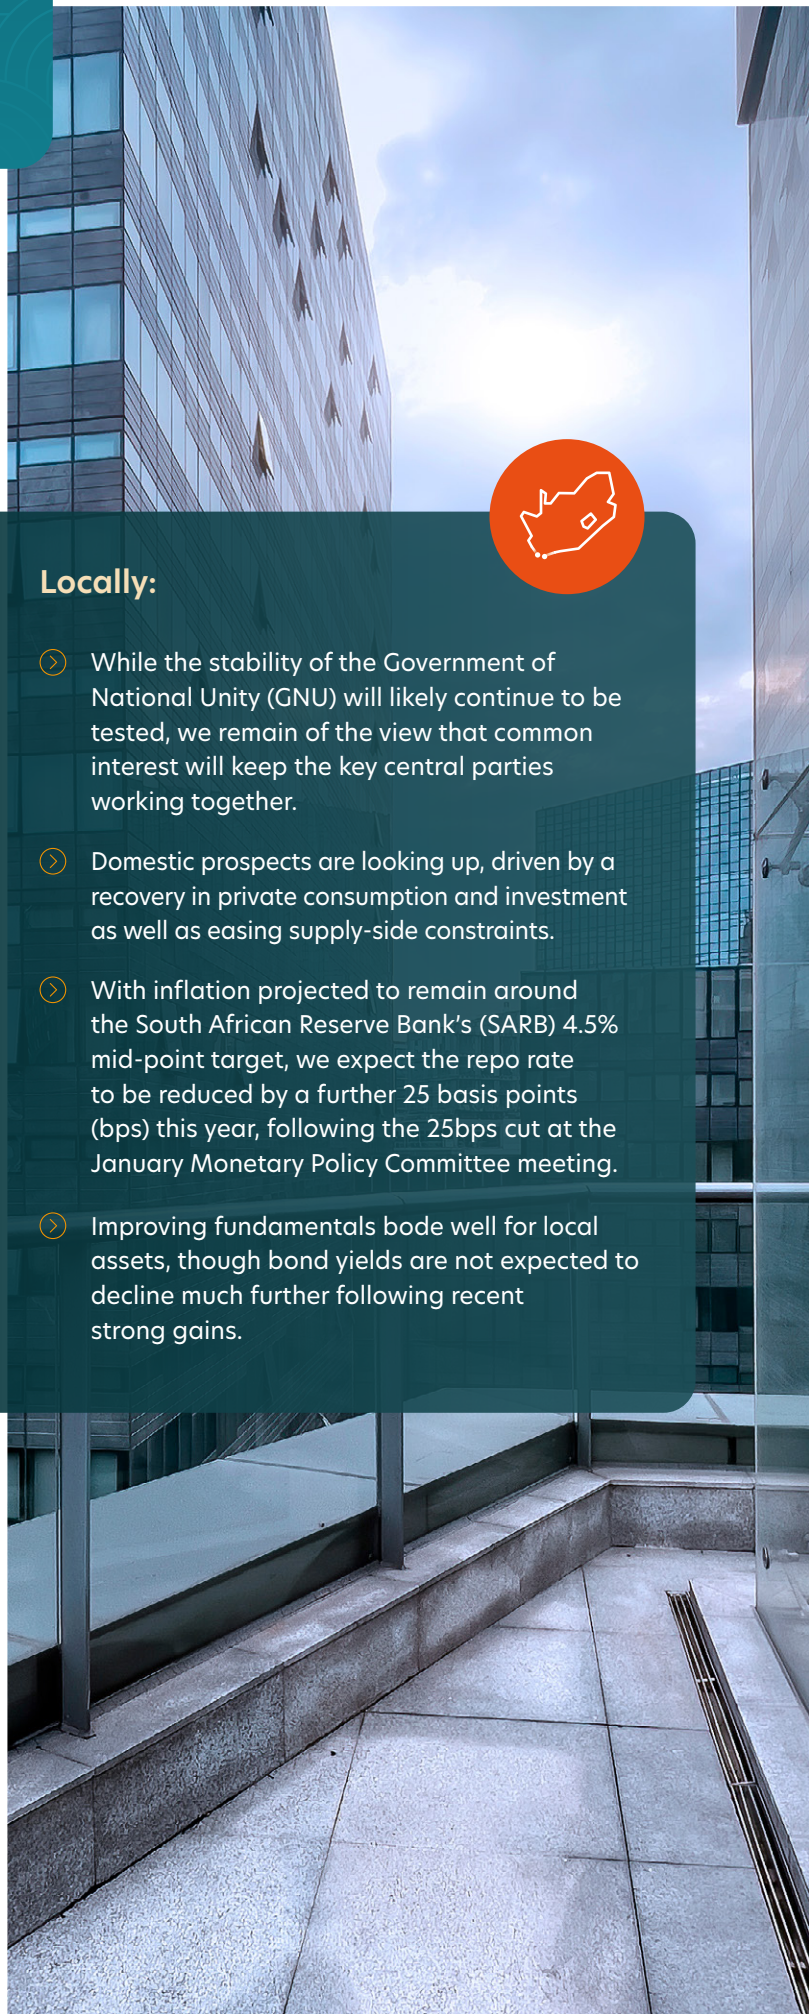 Locally:
While the stability of the Government of
National Unity (GNU) will likely continue to be
tested, we remain of the view that common
interest will keep the key central parties
working together.
Domestic prospects are looking up, driven by a
recovery in private consumption and investment
as well as easing supply-side constraints.
With inflation projected to remain around
the South African Reserve Bank’s (SARB) 4.5%
mid-point target, we expect the repo rate
to be reduced by a further 25 basis points
(bps) this year, following the 25bps cut at the
January Monetary Policy Committee meeting.
Improving fundamentals bode well for local
assets, though bond yields are not expected to
decline much further following recent
strong gains.